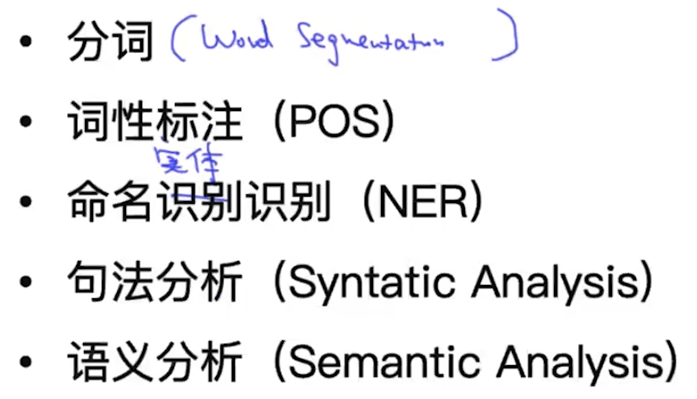 • 分词（Word Segmentation）
• 词性标注（POS）
实体
• 命名识别识别（NER）
• 句法分析（Syntatic Analysis）
• 语义分析（Semantic Analysis）